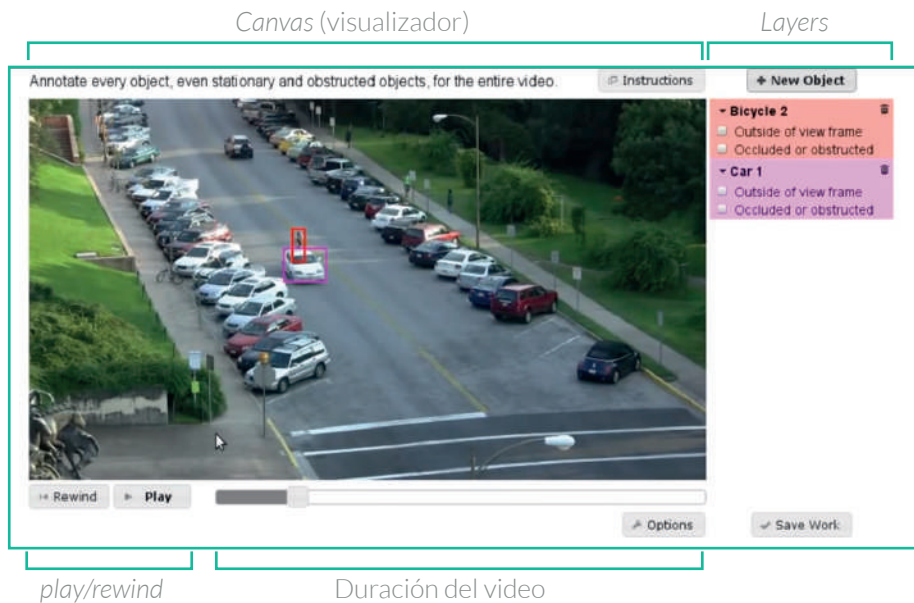 Canvas (visualizador)
Layers
Annotate every object, even stationary and obstructed objects, for the entire video.
Instructions
New Object
Bicycle 2
Outside of view frame
Occluded or obstructed
Car 1
Outside of view frame
Occluded or obstructed
Rewind
Play
Options
Save Work
play/rewind
Duración del video